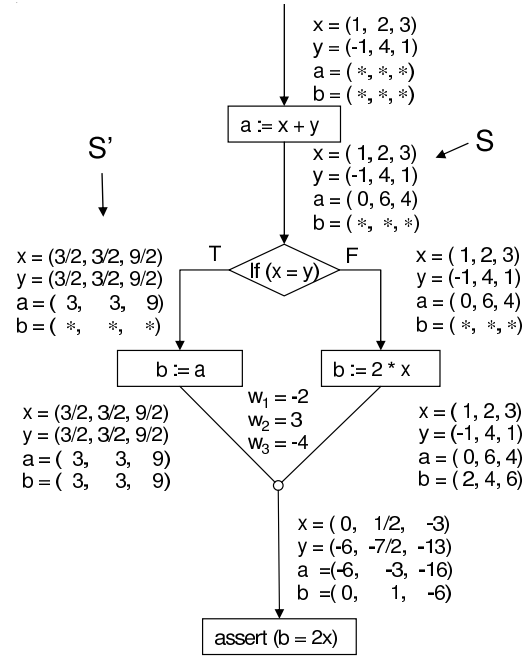 x = (1, 2, 3)
y = (-1, 4, 1)
a = ( *, *, *)
b = ( *, *, *)
a := x + y
S'
S
x = ( 1, 2, 3)
y = (-1, 4, 1)
a = ( 0, 6, 4)
b = ( *, *, *)
T
F
If (x = y)
x = (3/2, 3/2, 9/2)
y = (3/2, 3/2, 9/2)
a = ( 3, 3, 9)
b = ( *, *, *)
x = ( 1, 2, 3)
y = (-1, 4, 1)
a = ( 0, 6, 4)
b = ( *, *, *)
b := a
b := 2 * x
w1 = -2
w2 = 3
w3 = -4
x = (3/2, 3/2, 9/2)
y = (3/2, 3/2, 9/2)
a = ( 3, 3, 9)
b = ( 3, 3, 9)
x = ( 1, 2, 3)
y = (-1, 4, 1)
a = ( 0, 6, 4)
b = ( 2, 4, 6)
x = ( 0, 1/2, -3)
y = (-6, -7/2, -13)
a =(-6, -3, -16)
b =( 0, 1, -6)
assert (b = 2x)